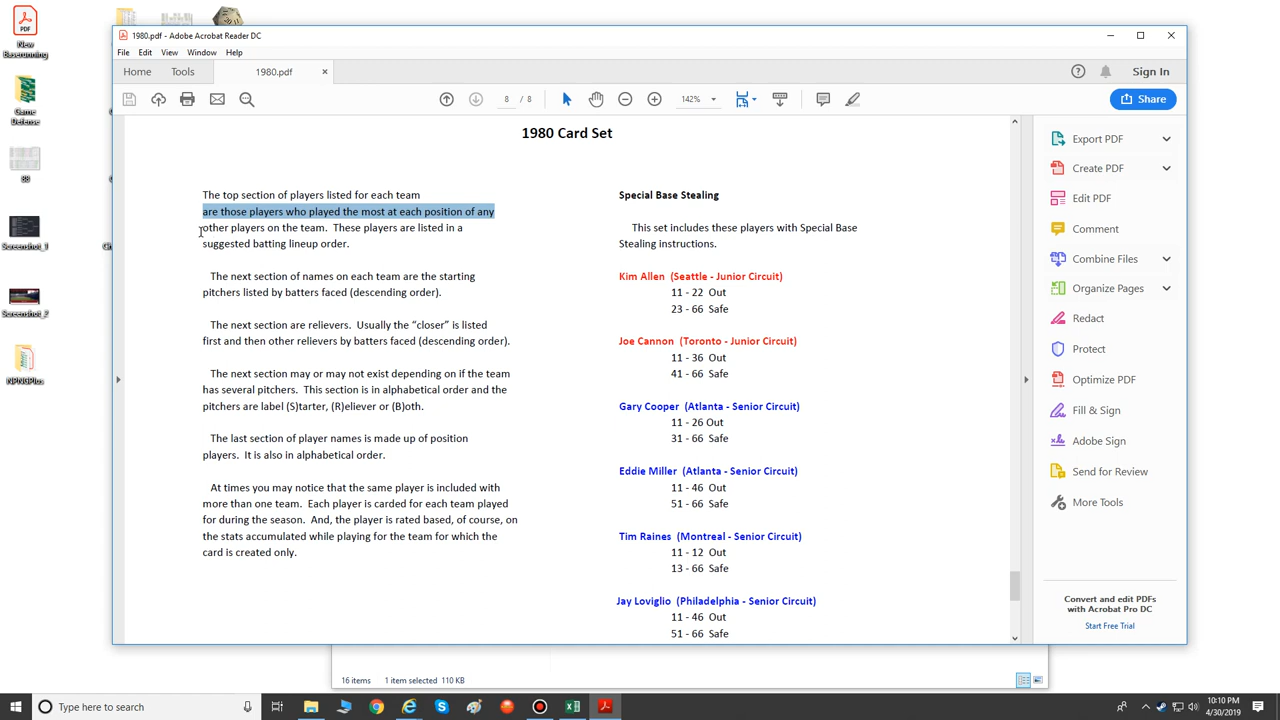 New
Baserunning
Game
Defense
88
Screenshot_1
Screenshot_2
NPNGPlus
1980.pdf - Adobe Acrobat Reader DC
File Edit View Window Help
Home Tools 1980.pdf ×
Sign In
8 / 8
142%
Share
1980 Card Set
The top section of players listed for each team
are those players who played the most at each position of any
other players on the team. These players are listed in a
suggested batting lineup order.
The next section of names on each team are the starting
pitchers listed by batters faced (descending order).
The next section are relievers. Usually the “closer” is listed
first and then other relievers by batters faced (descending order).
The next section may or may not exist depending on if the team
has several pitchers. This section is in alphabetical order and the
pitchers are label (S)tarter, (R)eliever or (B)oth.
The last section of player names is made up of position
players. It is also in alphabetical order.
At times you may notice that the same player is included with
more than one team. Each player is carded for each team played
for during the season. And, the player is rated based, of course, on
the stats accumulated while playing for the team for which the
card is created only.
Special Base Stealing
This set includes these players with Special Base
Stealing instructions.
Kim Allen (Seattle - Junior Circuit)
11 - 22 Out
23 - 66 Safe
Joe Cannon (Toronto - Junior Circuit)
11 - 36 Out
41 - 66 Safe
Gary Cooper (Atlanta - Senior Circuit)
11 - 26 Out
31 - 66 Safe
Eddie Miller (Atlanta - Senior Circuit)
11 - 46 Out
51 - 66 Safe
Tim Raines (Montreal - Senior Circuit)
11 - 12 Out
13 - 66 Safe
Jay Loviglio (Philadelphia - Senior Circuit)
11 - 46 Out
51 - 66 Safe
Export PDF
Create PDF
Edit PDF
Comment
Combine Files
Organize Pages
Redact
Protect
Optimize PDF
Fill & Sign
Adobe Sign
Send for Review
More Tools
Convert and edit PDFs
with Acrobat Pro DC
Start Free Trial
16 items 1 item selected 110 KB
Type here to search
10:10 PM
4/30/2019